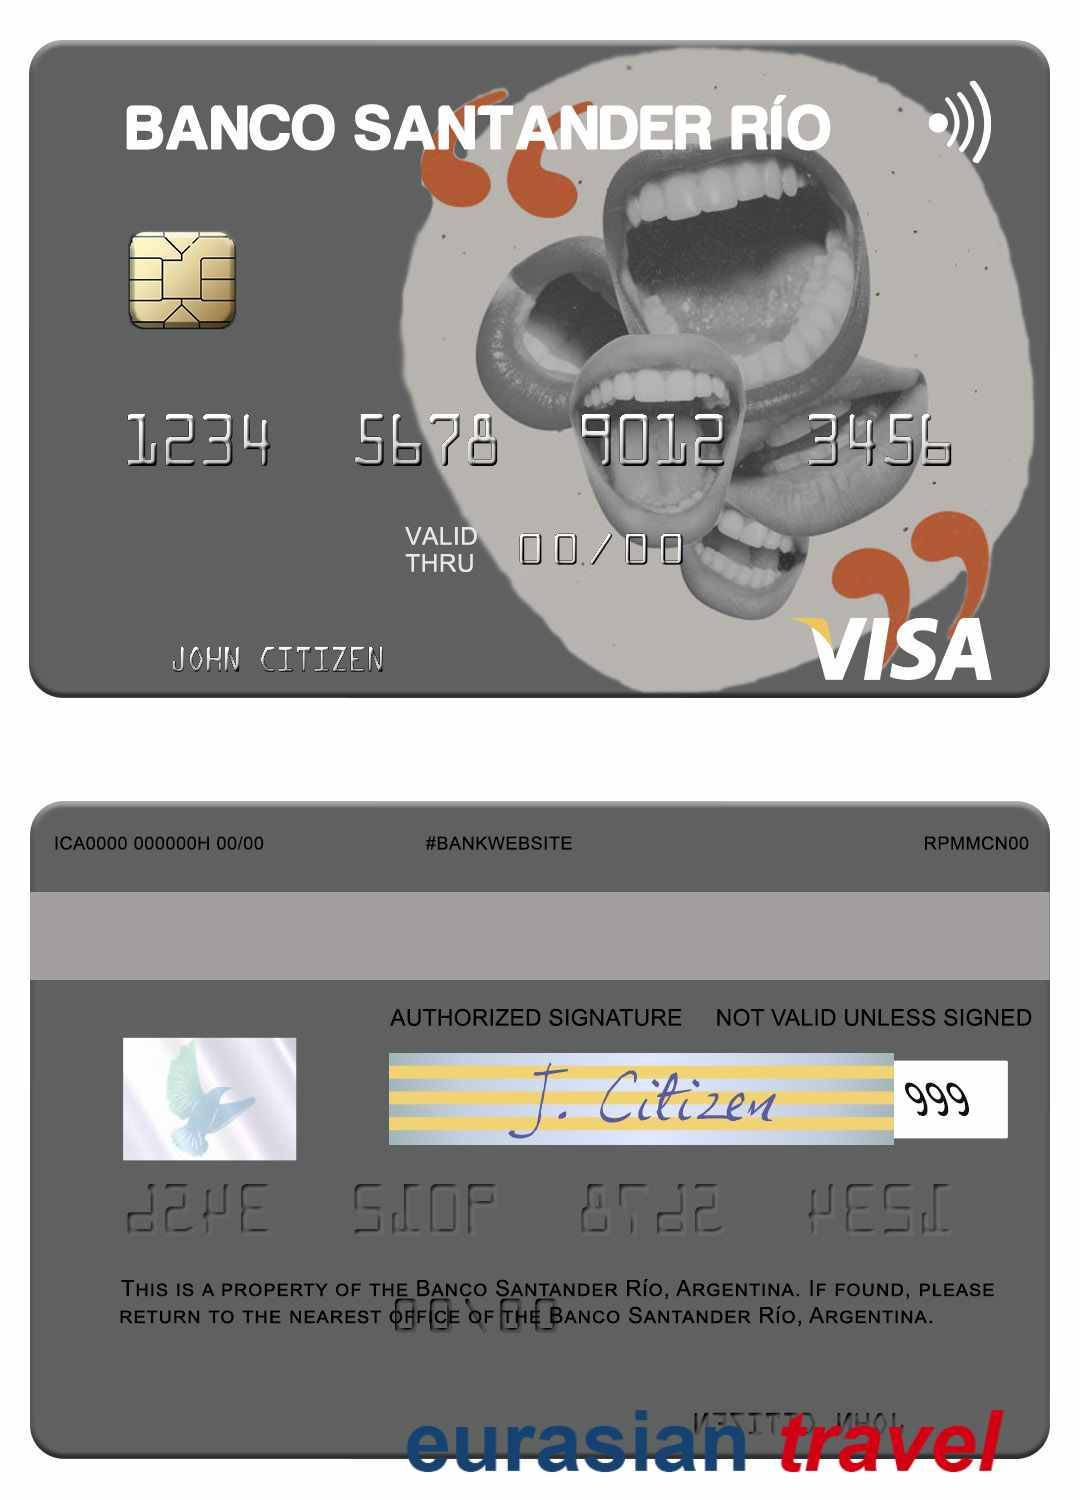 BANCO SANTANDER RÍO
1234 5678 9012 3456
VALID
THRU 00/00
JOHN CITIZEN
VISA
ICA0000 000000H 00/00 #BANKWEBSITE RPMMCN00
AUTHORIZED SIGNATURE NOT VALID UNLESS SIGNED
J. Citizen 999
THIS IS A PROPERTY OF THE BANCO SANTANDER RÍO, ARGENTINA. IF FOUND, PLEASE
RETURN TO THE NEAREST OFFICE OF THE BANCO SANTANDER RÍO, ARGENTINA.
eurasian travel